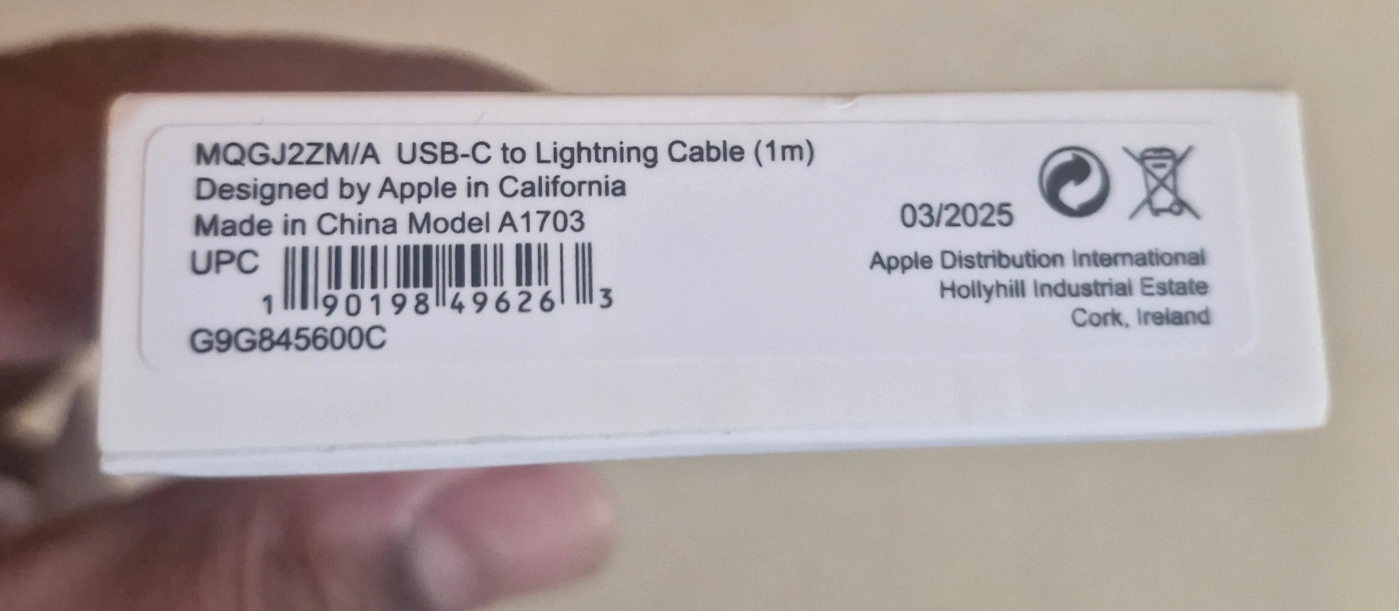 MQGJ2ZM/A USB-C to Lightning Cable (1m)
Designed by Apple in California
Made in China Model A1703
UPC
1 90198 49626 3
G9G845600C
03/2025
Apple Distribution International
Hollyhill Industrial Estate
Cork, Ireland